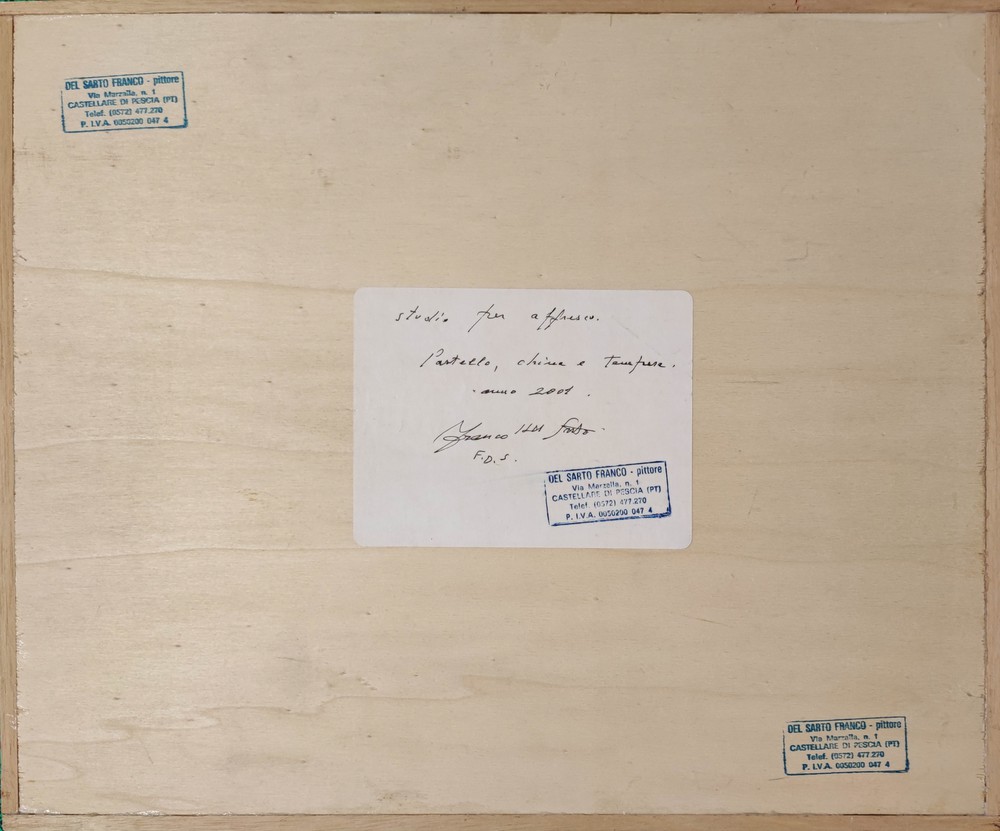 DEL SARTO FRANCO - pittore
Via Marzalla, n. 1
CASTELLARE DI PESCIA (PT)
Telef. (0572) 477.270
P. I.V.A. 0050200 047 4
studio per affresco.
Pastello, china e tempera.
- anno 2001.
Franco Del Sarto
F.D.S.
DEL SARTO FRANCO - pittore
Via Marzalla, n. 1
CASTELLARE DI PESCIA (PT)
Telef. (0572) 477.270
P. I.V.A. 0050200 047 4
DEL SARTO FRANCO - pittore
Via Marzalla, n. 1
CASTELLARE DI PESCIA (PT)
Telef. (0572) 477.270
P. I.V.A. 0050200 047 4